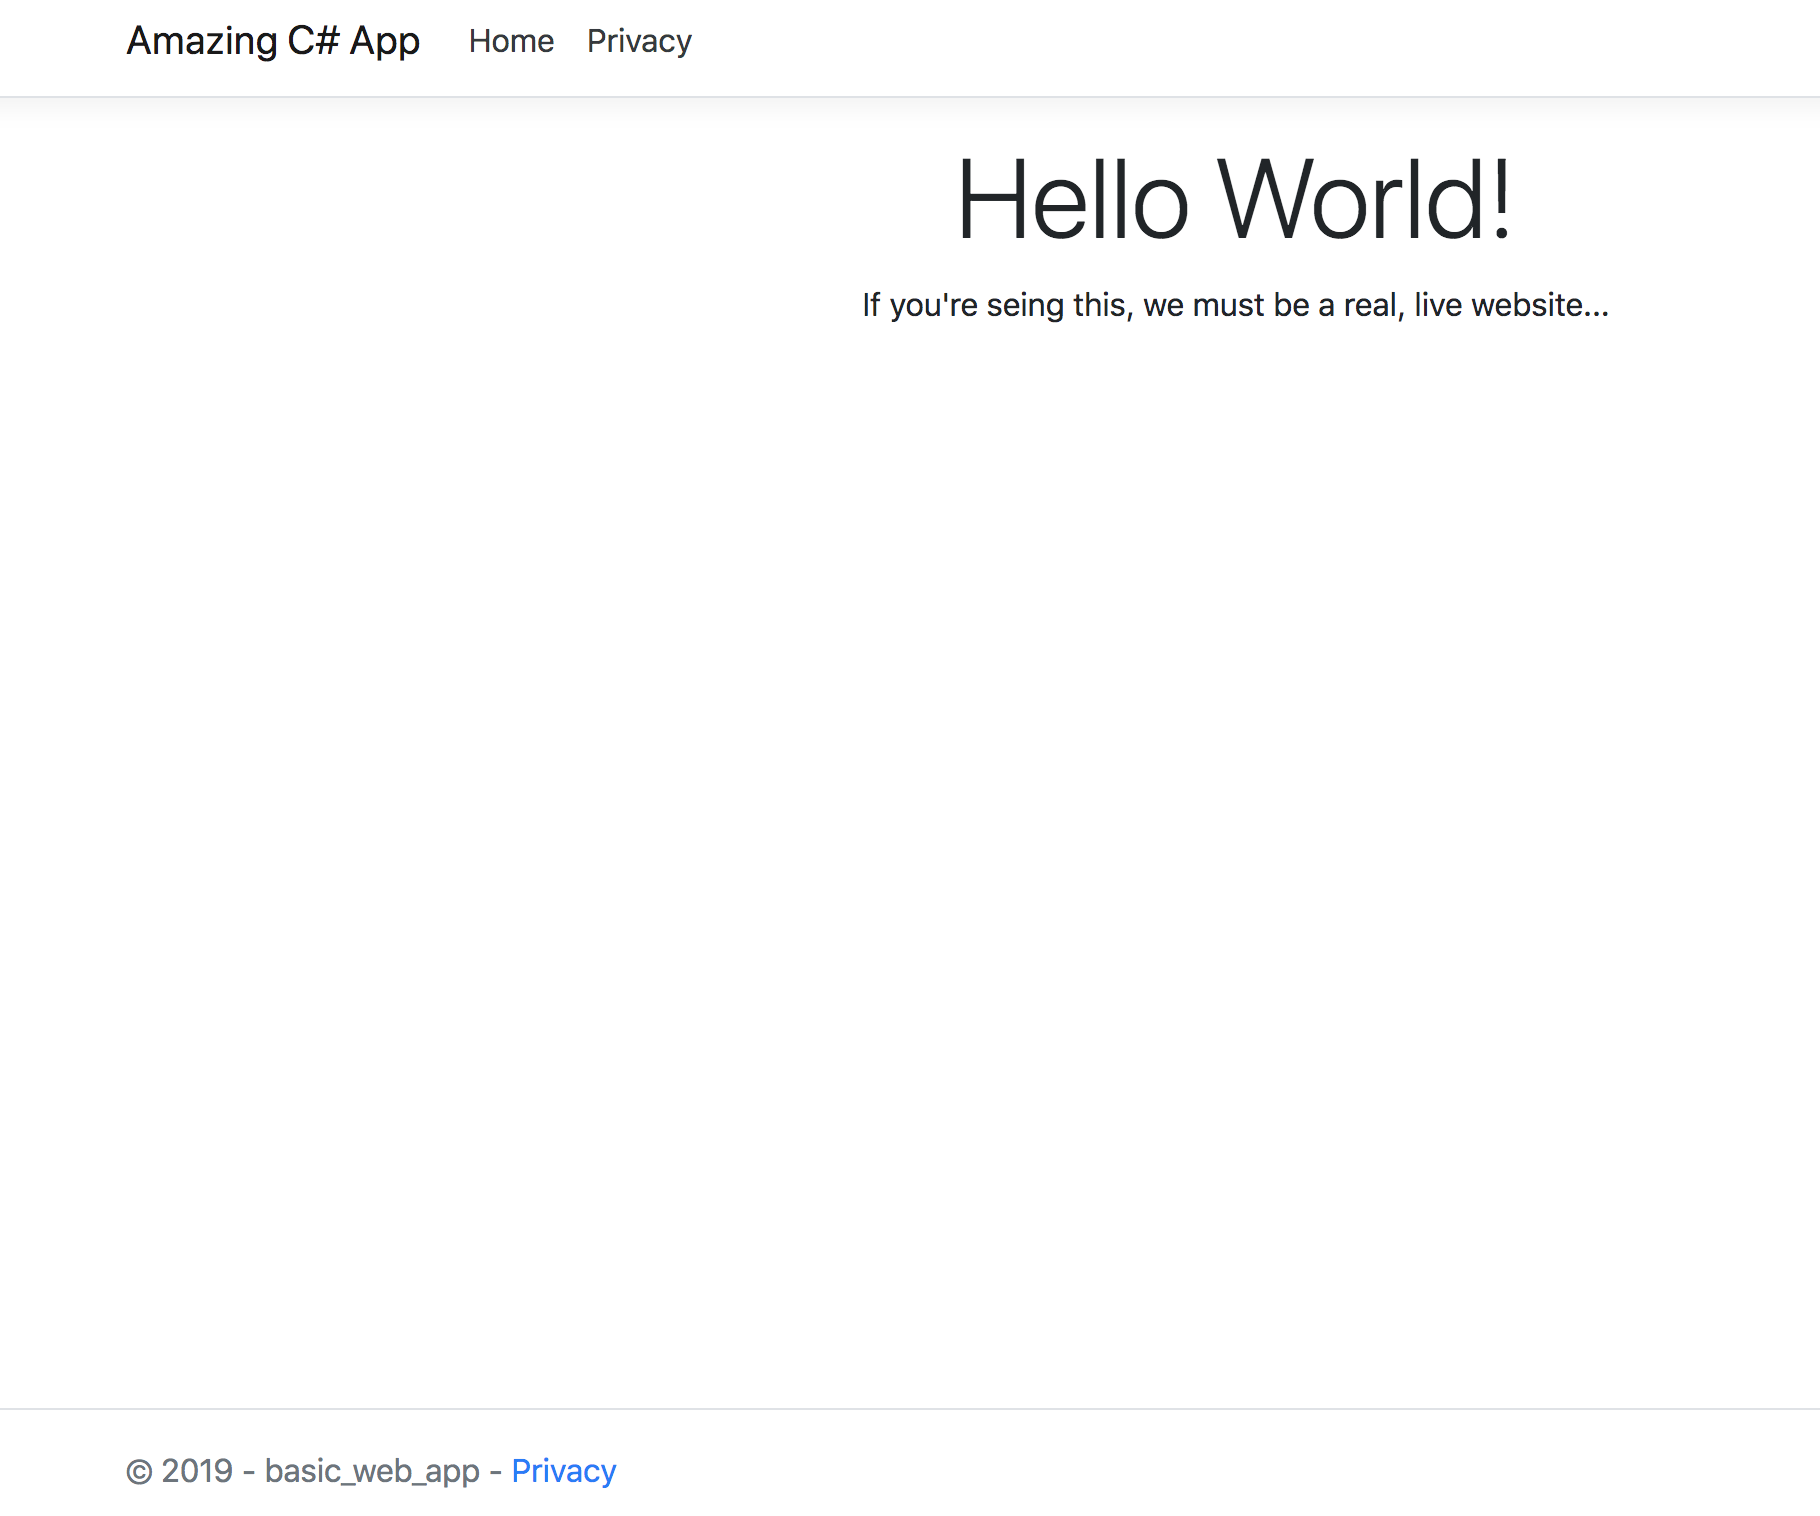 Amazing C# App Home Privacy
Hello World!
If you're seing this, we must be a real, live website...
© 2019 - basic_web_app - Privacy